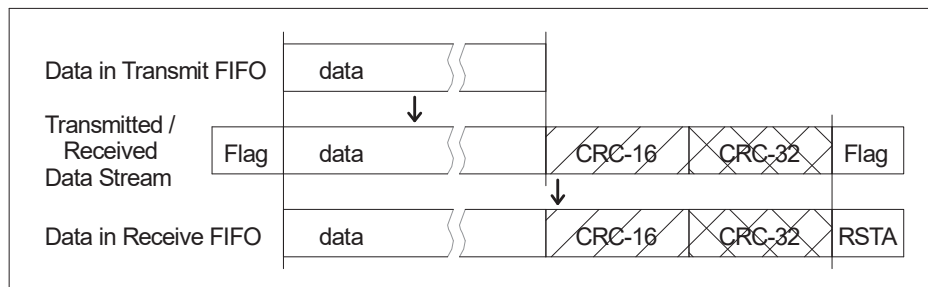 Data in Transmit FIFO data
Transmitted /
Received
Data Stream
Flag data CRC-16 CRC-32 Flag
Data in Receive FIFO data CRC-16 CRC-32 RSTA